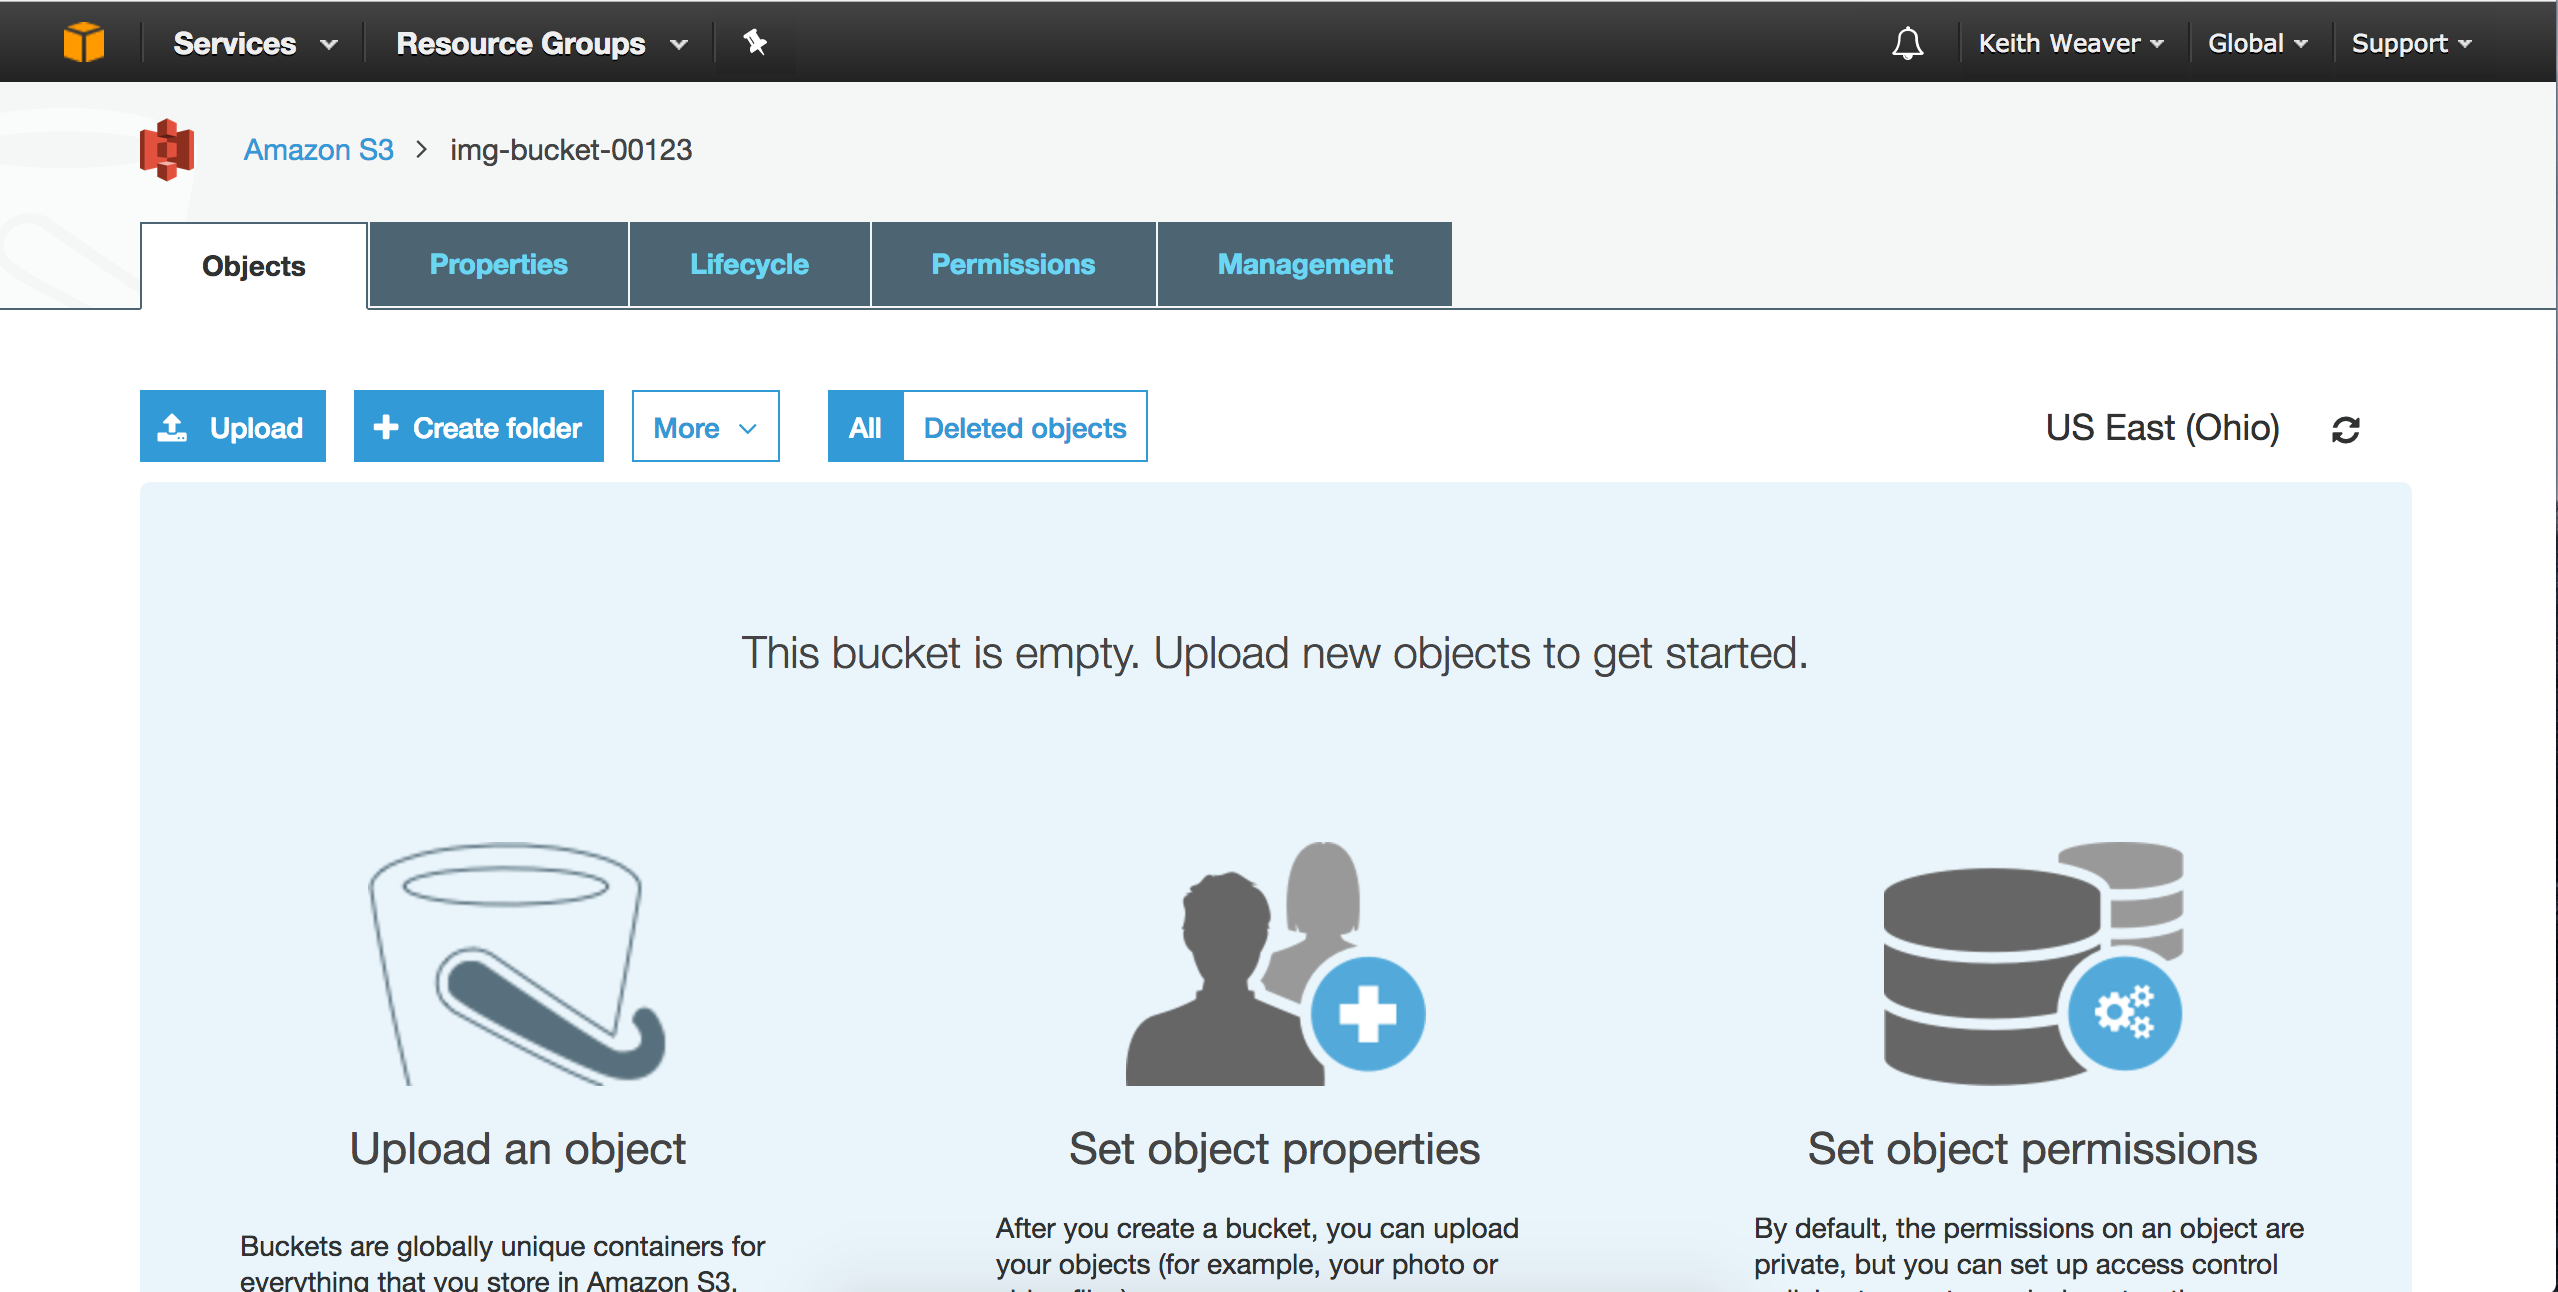 Services
Resource Groups
Keith Weaver
Global
Support
Amazon S3 > img-bucket-00123
Objects
Properties
Lifecycle
Permissions
Management
Upload
Create folder
More
All
Deleted objects
US East (Ohio)
This bucket is empty. Upload new objects to get started.
Upload an object
Buckets are globally unique containers for
everything that you store in Amazon S3.
Set object properties
After you create a bucket, you can upload
your objects (for example, your photo or
Set object permissions
By default, the permissions on an object are
private, but you can set up access control